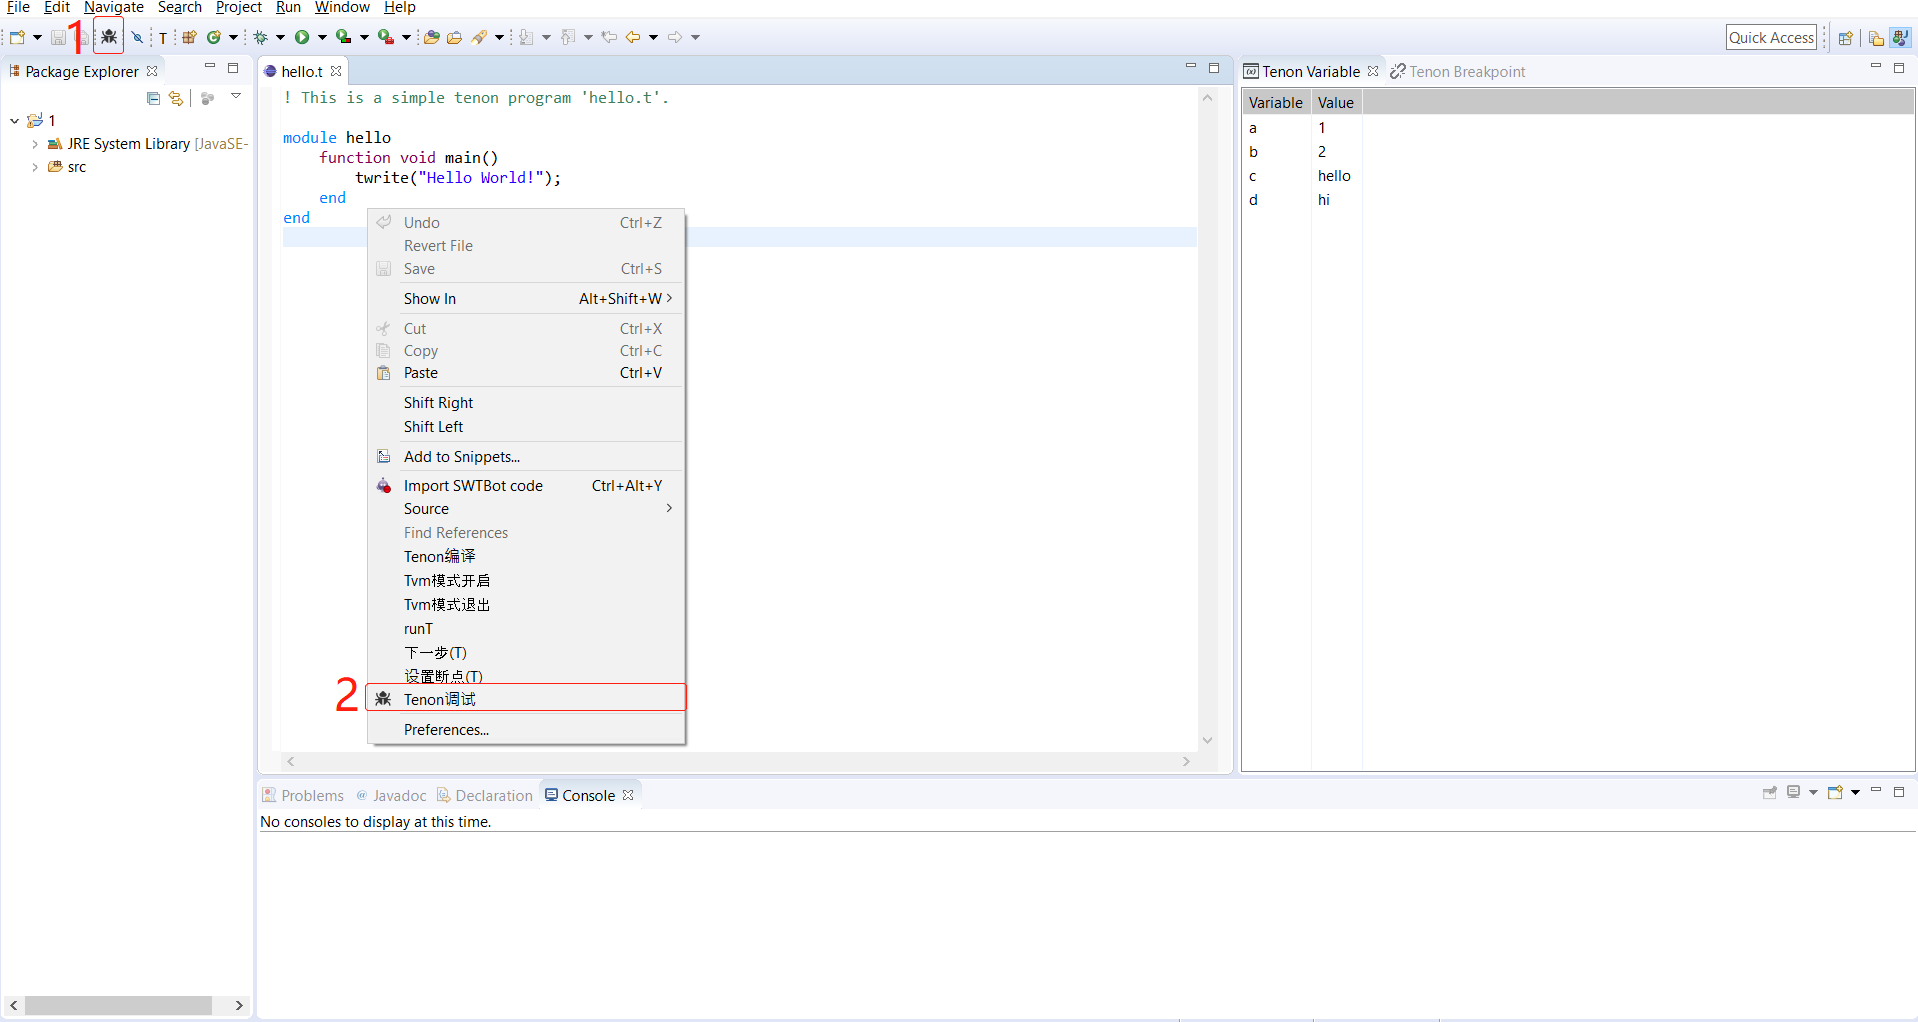 File Edit Navigate Search Project Run Window Help
1
T
Quick Access
Package Explorer
1
JRE System Library [JavaSE-
src
hello.t
! This is a simple tenon program 'hello.t'.
module hello
function void main()
twrite("Hello World!");
end
end
Undo Ctrl+Z
Revert File
Save Ctrl+S
Show In Alt+Shift+W
Cut Ctrl+X
Copy Ctrl+C
Paste Ctrl+V
Shift Right
Shift Left
Add to Snippets...
Import SWTBot code Ctrl+Alt+Y
Source
Find References
Tenon编译
Tvm模式开启
Tvm模式退出
runT
下一步(T)
设置断点(T)
2
Tenon调试
Preferences...
Tenon Variable Tenon Breakpoint
Variable Value
a 1
b 2
c hello
d hi
Problems Javadoc Declaration Console
No consoles to display at this time.